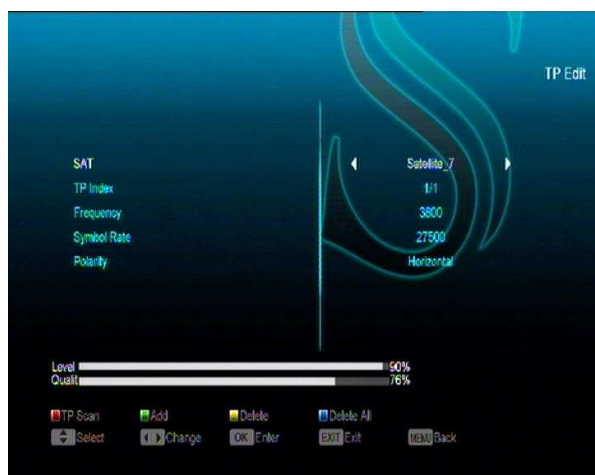 TP Edit
SAT Satellite_7
TP Index 1/1
Frequency 3800
Symbol Rate 27500
Polarity Horizontal
Level 90%
Qualit 76%
TP Scan Add Delete Delete All
Select Change OK Enter EXIT Exit MENU Back